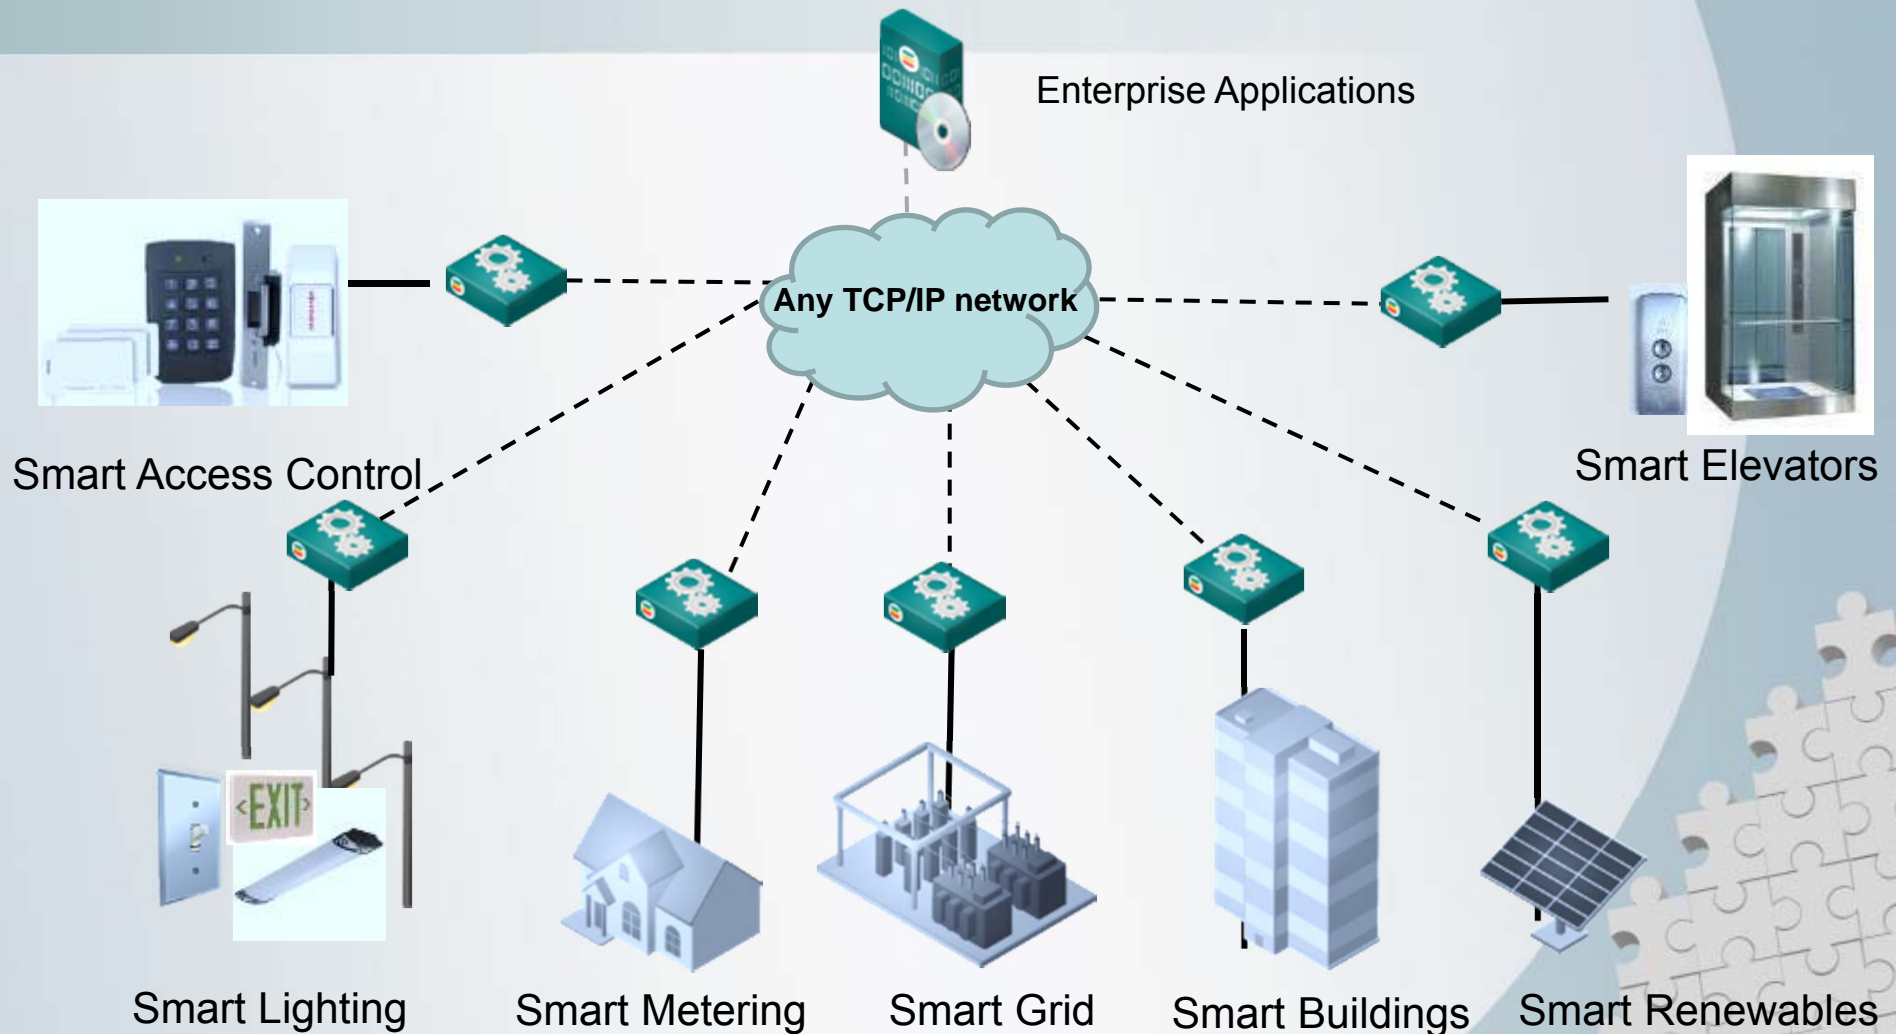 Enterprise Applications
Any TCP/IP network
Smart Access Control
Smart Elevators
<EXIT>
Smart Lighting
Smart Metering
Smart Grid
Smart Buildings
Smart Renewables